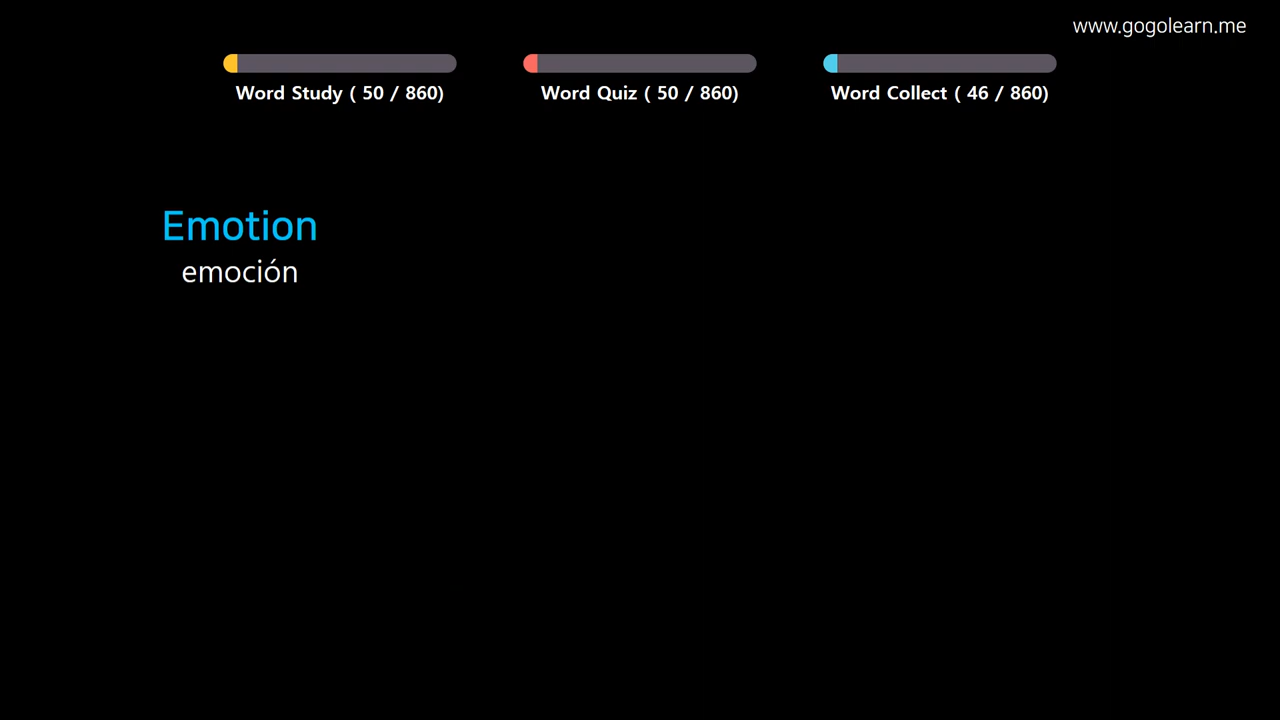 www.gogolearn.me
Word Study ( 50 / 860)
Word Quiz ( 50 / 860)
Word Collect ( 46 / 860)
Emotion
emoción